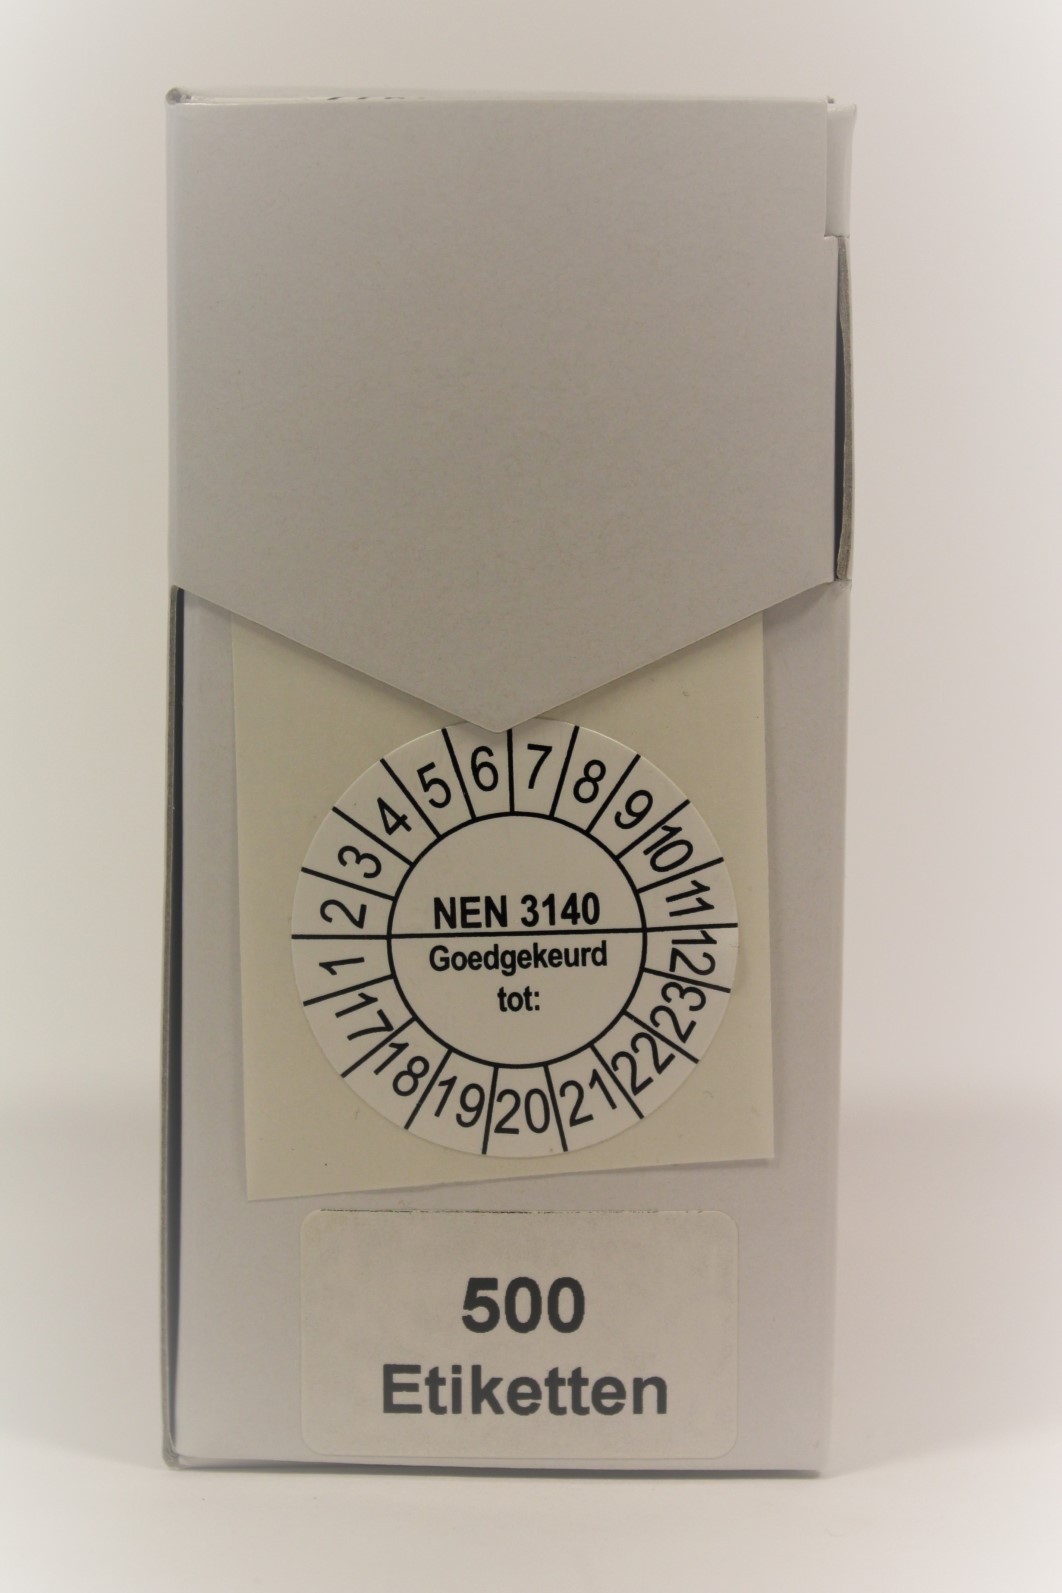 1 2 3 4 5 6 7 8 9 10 11 12
NEN 3140
Goedgekeurd
tot:
17 18 19 20 21 22 23
500
Etiketten